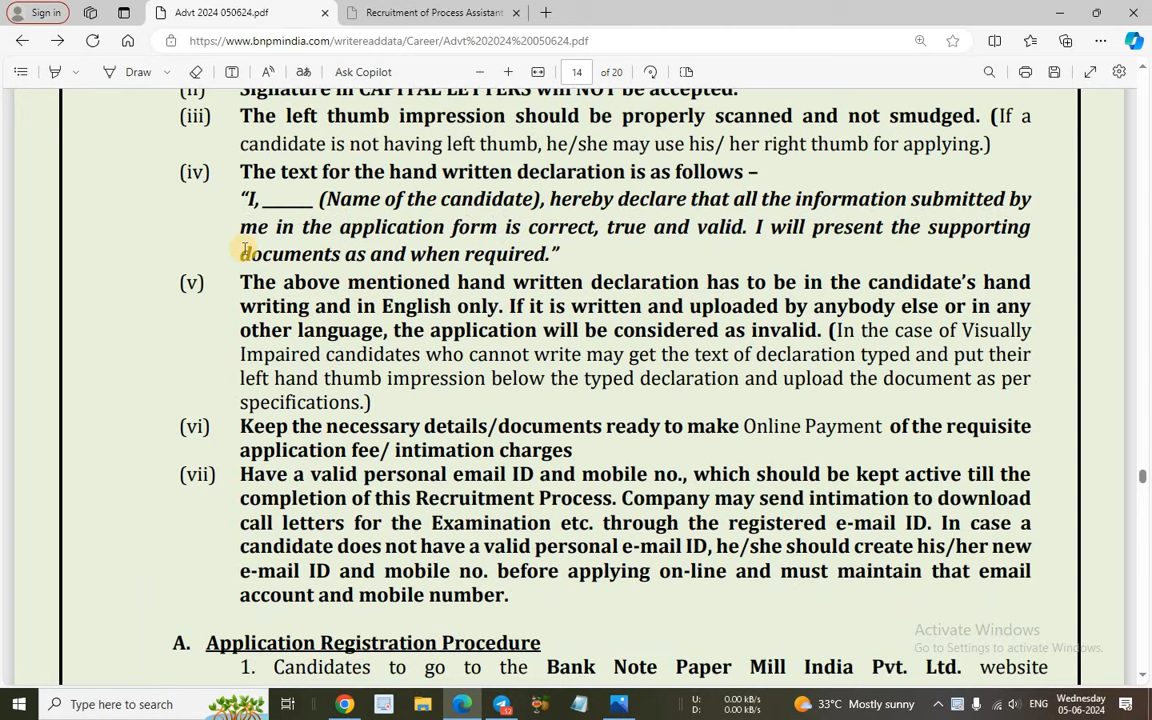 Sign in
Advt 2024 050624.pdf
Recruitment of Process Assistant
https://www.bnpmindia.com/writereaddata/Career/Advt%202024%20050624.pdf
Draw
aあ
Ask Copilot
14
of 20
(ii) Signature in CAPITAL LETTERS will NOT be accepted.
(iii) The left thumb impression should be properly scanned and not smudged. (If a
candidate is not having left thumb, he/she may use his/ her right thumb for applying.)
(iv) The text for the hand written declaration is as follows –
“I, ______ (Name of the candidate), hereby declare that all the information submitted by
me in the application form is correct, true and valid. I will present the supporting
documents as and when required.”
(v) The above mentioned hand written declaration has to be in the candidate’s hand
writing and in English only. If it is written and uploaded by anybody else or in any
other language, the application will be considered as invalid. (In the case of Visually
Impaired candidates who cannot write may get the text of declaration typed and put their
left hand thumb impression below the typed declaration and upload the document as per
specifications.)
(vi) Keep the necessary details/documents ready to make Online Payment of the requisite
application fee/ intimation charges
(vii) Have a valid personal email ID and mobile no., which should be kept active till the
completion of this Recruitment Process. Company may send intimation to download
call letters for the Examination etc. through the registered e-mail ID. In case a
candidate does not have a valid personal e-mail ID, he/she should create his/her new
e-mail ID and mobile no. before applying on-line and must maintain that email
account and mobile number.
A. Application Registration Procedure
1. Candidates to go to the Bank Note Paper Mill India Pvt. Ltd. website
Activate Windows
Go to Settings to activate Windows.
Type here to search
U: 0.00 kB/s
D: 0.00 kB/s
33°C Mostly sunny
ENG
Wednesday
05-06-2024